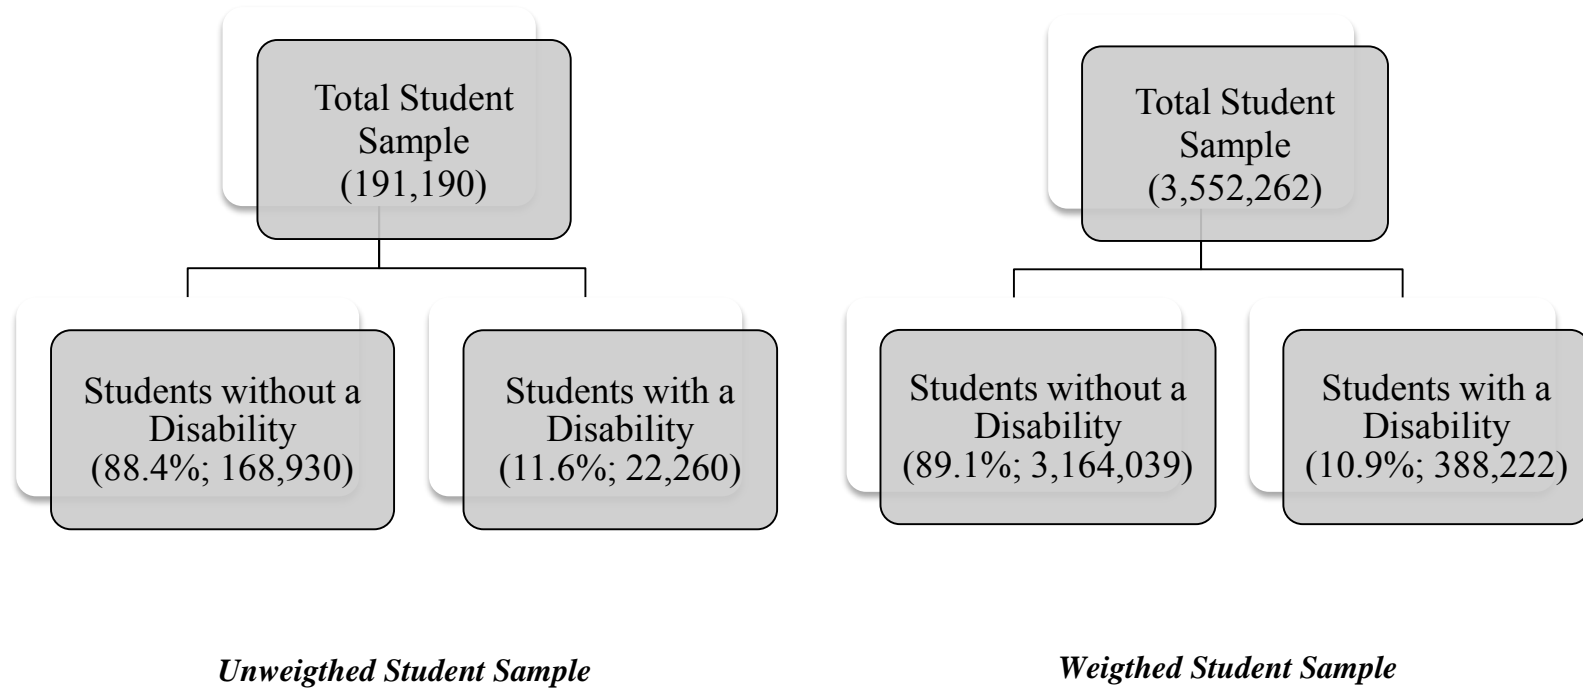 Total Student
Sample
(191,190)
Students without a
Disability
(88.4%; 168,930)
Students with a
Disability
(11.6%; 22,260)
Unweigthed Student Sample
Total Student
Sample
(3,552,262)
Students without a
Disability
(89.1%; 3,164,039)
Students with a
Disability
(10.9%; 388,222)
Weigthed Student Sample